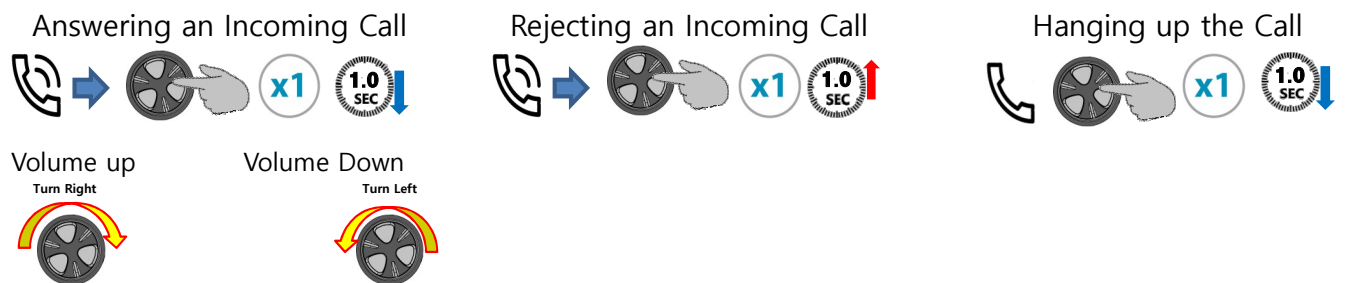 Answering an Incoming Call
Rejecting an Incoming Call
Hanging up the Call
x1
1.0
SEC
x1
1.0
SEC
x1
1.0
SEC
Volume up
Volume Down
Turn Right
Turn Left